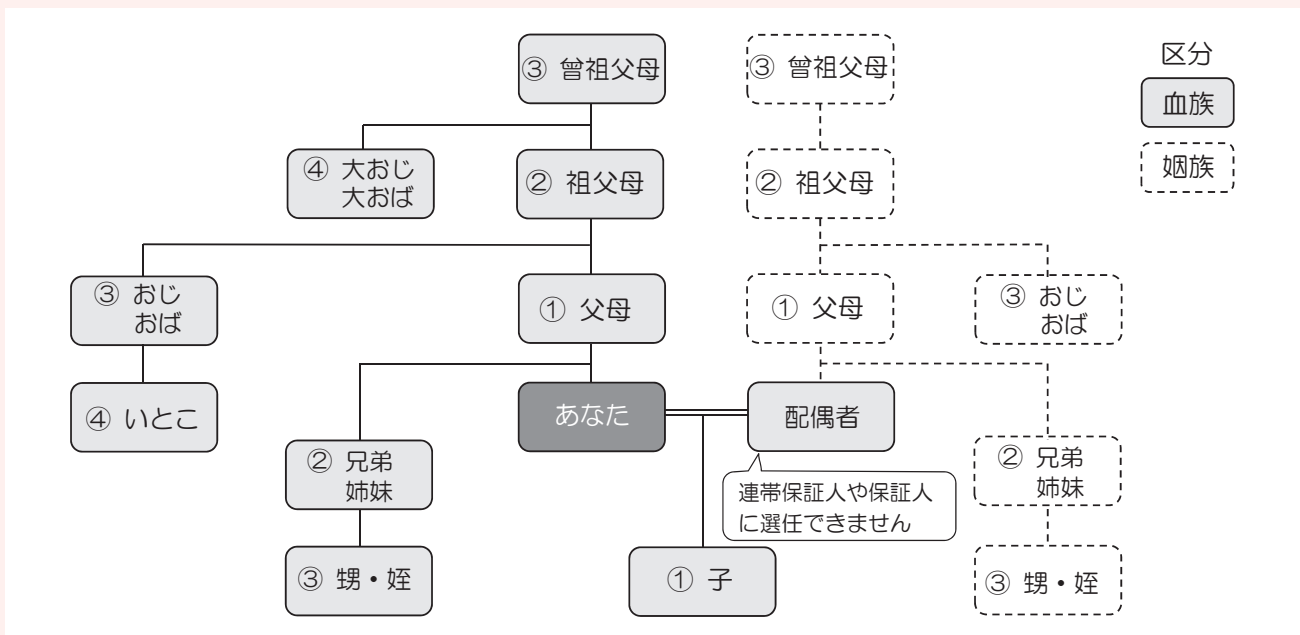 ③ 曾祖父母
③ 曾祖父母
区分
血族
姻族
④ 大おじ
大おば
② 祖父母
② 祖父母
③ おじ
おば
① 父母
① 父母
③ おじ
おば
④ いとこ
あなた
配偶者
② 兄弟
姉妹
連帯保証人や保証人
に選任できません
② 兄弟
姉妹
③ 甥・姪
① 子
③ 甥・姪